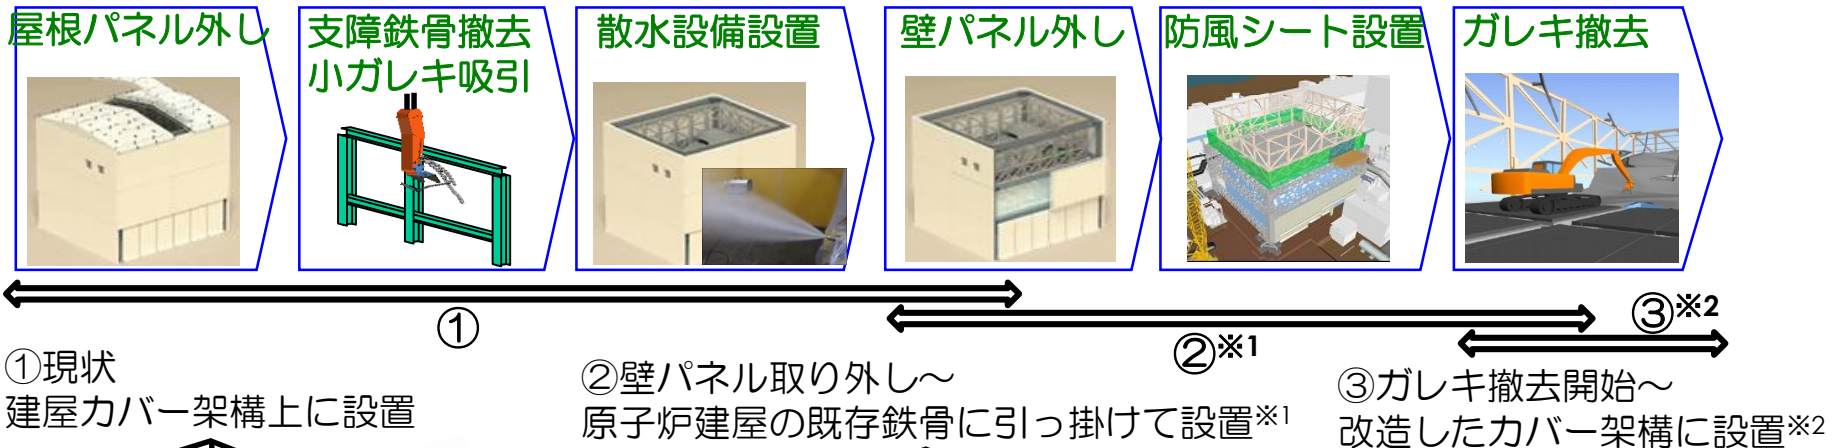 屋根パネル外し
支障鉄骨撤去
小ガレキ吸引
散水設備設置
壁パネル外し
防風シート設置
ガレキ撤去
①
②※1
③※2
①現状
建屋カバー架構上に設置
②壁パネル取り外し～
原子炉建屋の既存鉄骨に引っ掛けて設置※1
③ガレキ撤去開始～
改造したカバー架構に設置※2